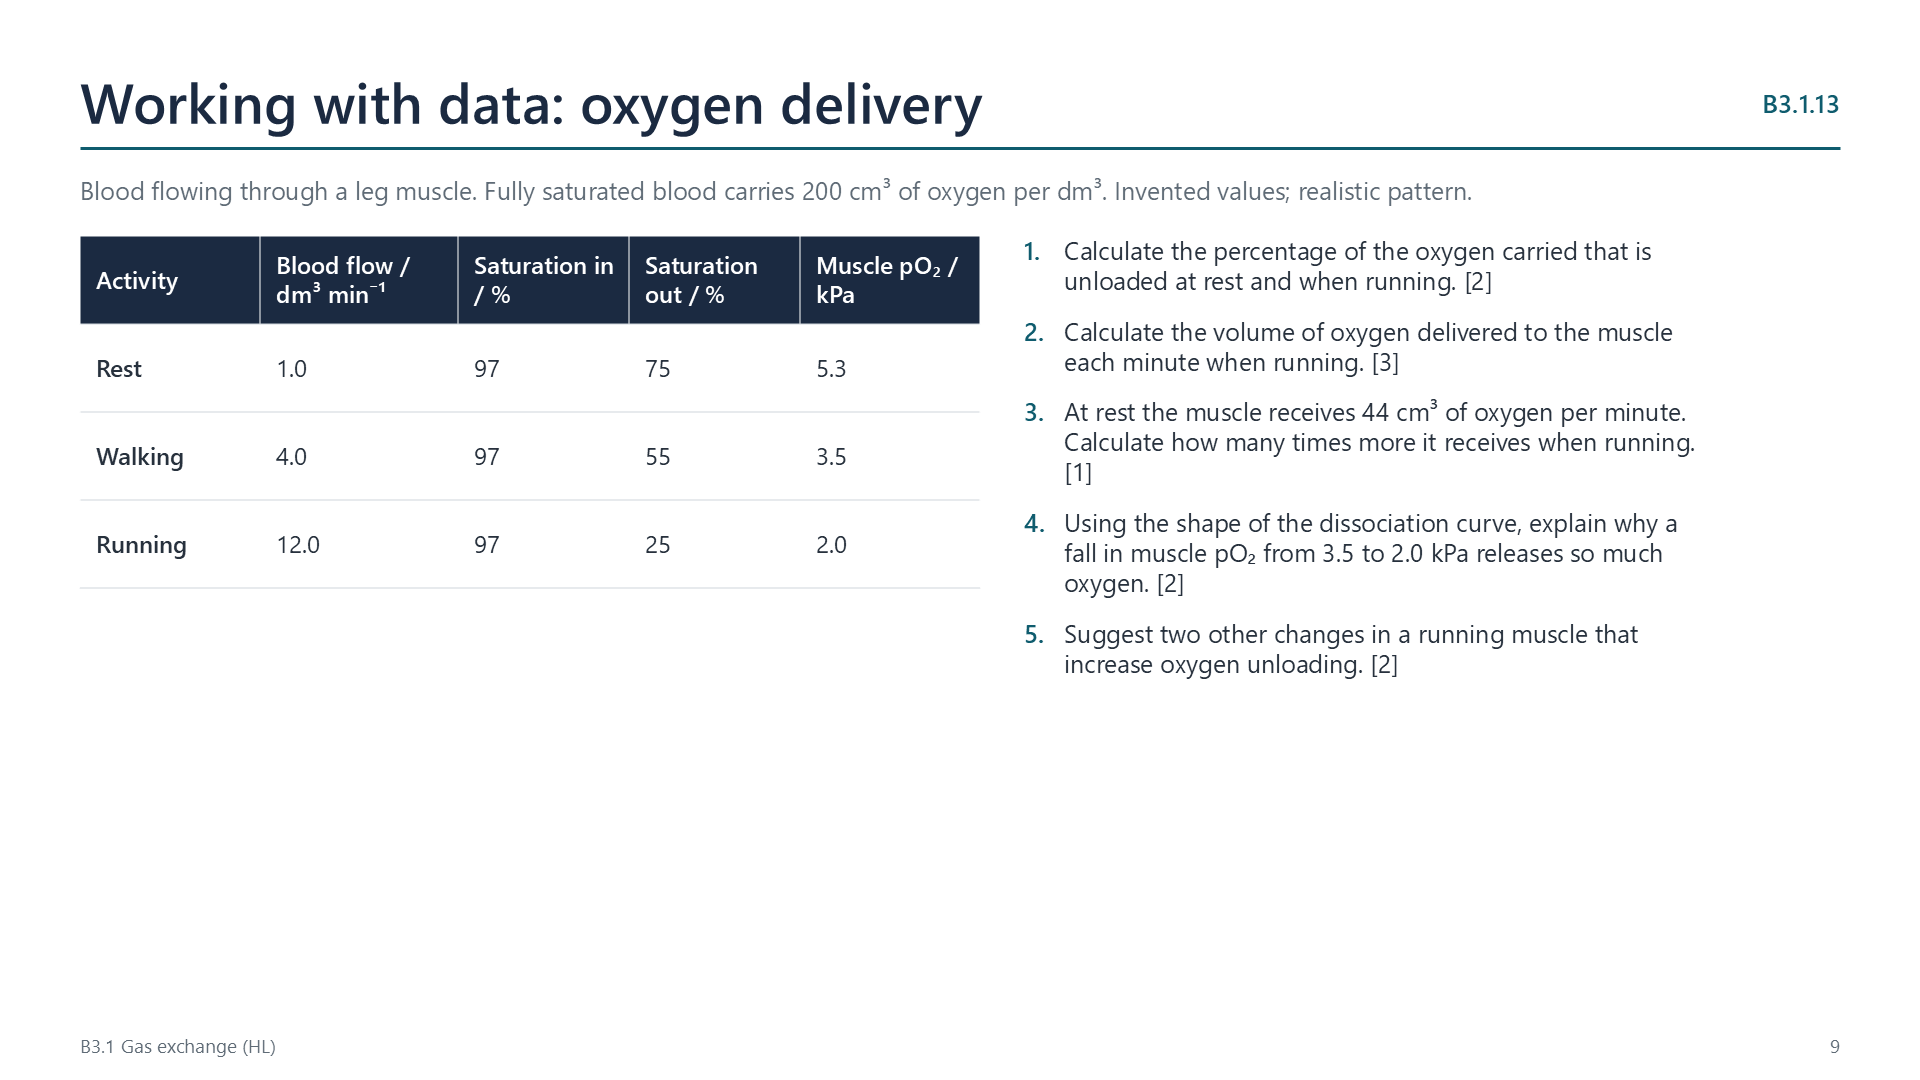 Working with data: oxygen delivery
B3.1.13
Blood flowing through a leg muscle. Fully saturated blood carries 200 cm³ of oxygen per dm³. Invented values; realistic pattern.
Activity
Blood flow /
dm³ min⁻¹
Saturation in
/ %
Saturation
out / %
Muscle pO₂ /
kPa
Rest 1.0 97 75 5.3
Walking 4.0 97 55 3.5
Running 12.0 97 25 2.0
1. Calculate the percentage of the oxygen carried that is
unloaded at rest and when running. [2]
2. Calculate the volume of oxygen delivered to the muscle
each minute when running. [3]
3. At rest the muscle receives 44 cm³ of oxygen per minute.
Calculate how many times more it receives when running.
[1]
4. Using the shape of the dissociation curve, explain why a
fall in muscle pO₂ from 3.5 to 2.0 kPa releases so much
oxygen. [2]
5. Suggest two other changes in a running muscle that
increase oxygen unloading. [2]
B3.1 Gas exchange (HL)
9